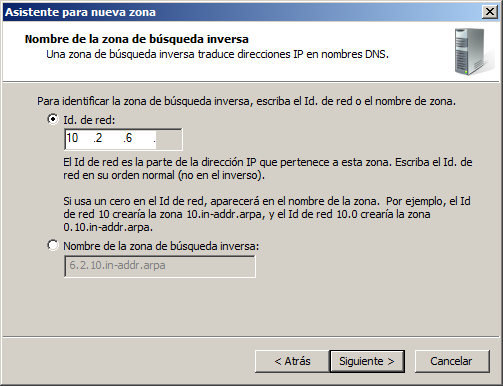 Asistente para nueva zona
Nombre de la zona de búsqueda inversa
Una zona de búsqueda inversa traduce direcciones IP en nombres DNS.
Para identificar la zona de búsqueda inversa, escriba el Id. de red o el nombre de zona.
Id. de red:
10 .2 .6 .
El Id de red es la parte de la dirección IP que pertenece a esta zona. Escriba el Id. de
red en su orden normal (no en el inverso).
Si usa un cero en el Id de red, aparecerá en el nombre de la zona. Por ejemplo, el Id
de red 10 crearía la zona 10.in-addr.arpa, y el Id de red 10.0 crearía la zona
0.10.in-addr.arpa.
Nombre de la zona de búsqueda inversa:
6.2.10.in-addr.arpa
< Atrás
Siguiente >
Cancelar